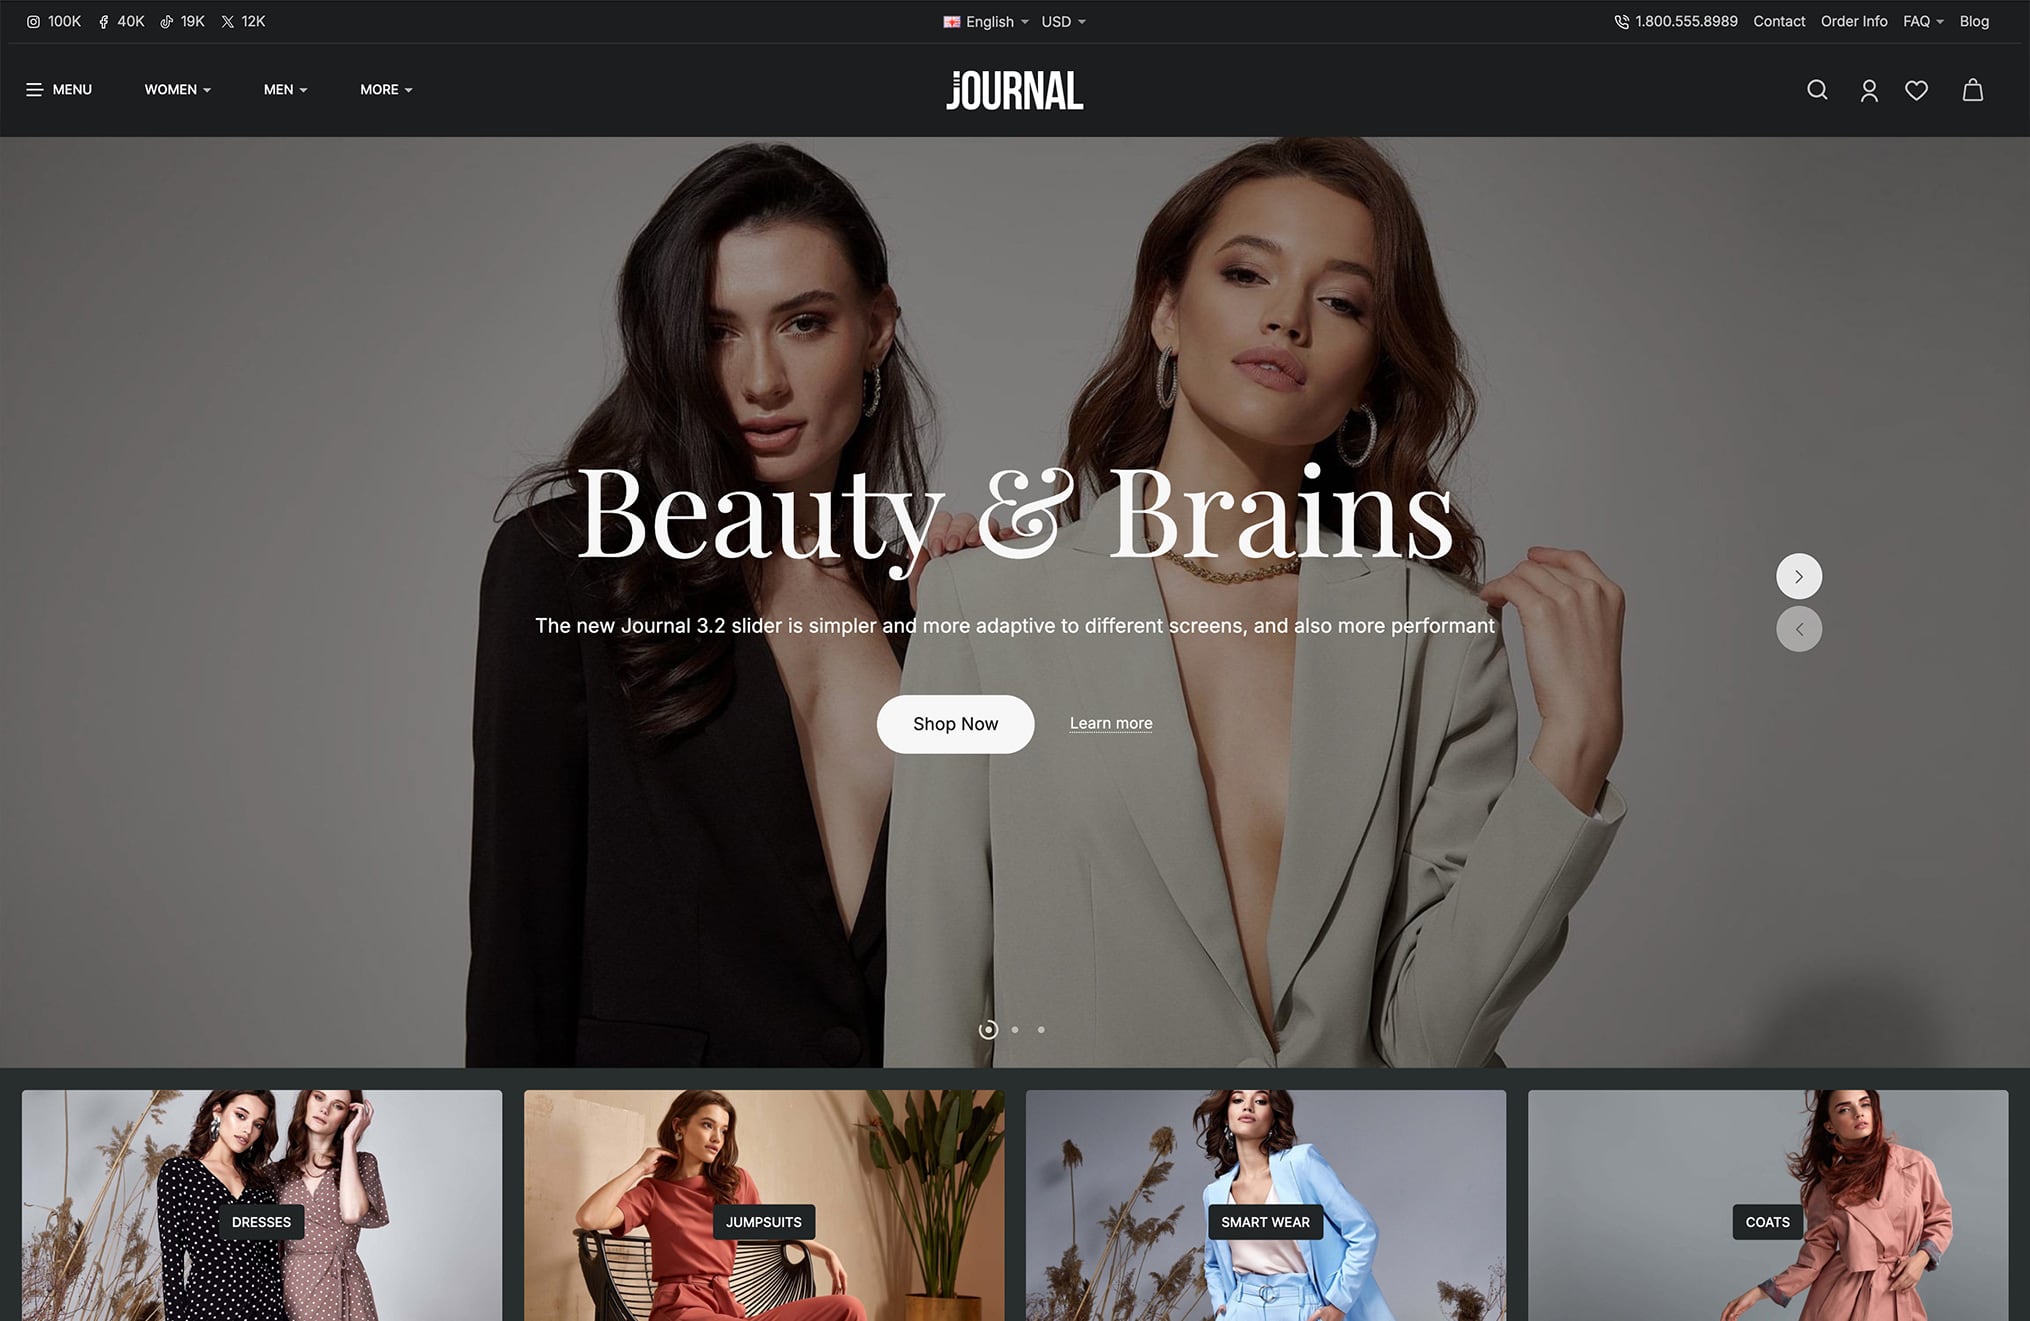 100K 40K 19K 12K
English USD
1.800.555.8989 Contact Order Info FAQ Blog
MENU WOMEN MEN MORE
JOURNAL
Beauty & Brains
The new Journal 3.2 slider is simpler and more adaptive to different screens, and also more performant
Shop Now Learn more
DRESSES
JUMPSUITS
SMART WEAR
COATS